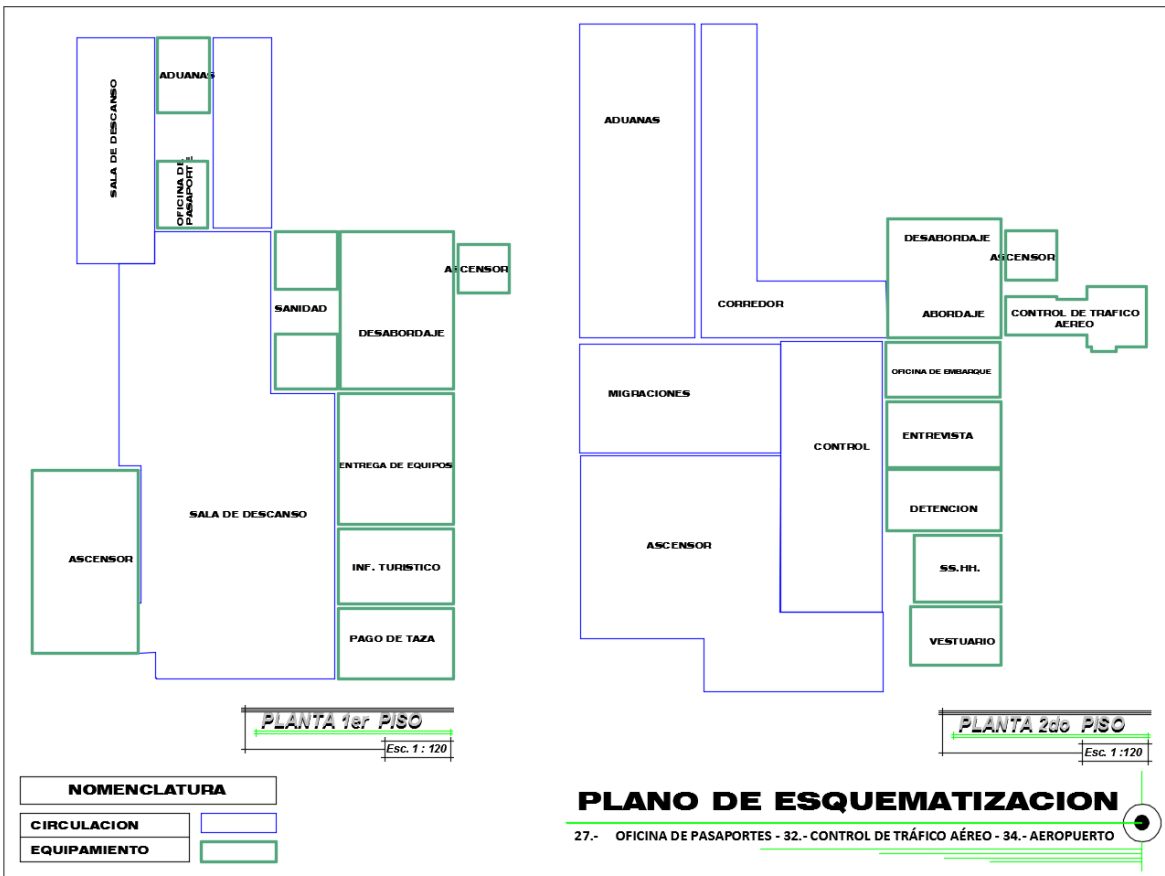 ADUANAS
SALA DE DESCANSO
OFICINA DE
PASAPORTE
SANIDAD
ASCENSOR
DESABORDAJE
ENTREGA DE EQUIPOS
SALA DE DESCANSO
ASCENSOR
INF. TURISTICO
PAGO DE TAZA
PLANTA 1er PISO
Esc. 1 : 120
ADUANAS
DESABORDAJE
ASCENSOR
CORREDOR
ABORDAJE
CONTROL DE TRAFICO
AEREO
OFICINA DE EMBARQUE
MIGRACIONES
ENTREVISTA
CONTROL
DETENCION
ASCENSOR
SS.HH.
VESTUARIO
PLANTA 2do PISO
Esc. 1 :120
NOMENCLATURA
CIRCULACION
EQUIPAMIENTO
PLANO DE ESQUEMATIZACION
27.- OFICINA DE PASAPORTES - 32.- CONTROL DE TRÁFICO AÉREO - 34.- AEROPUERTO